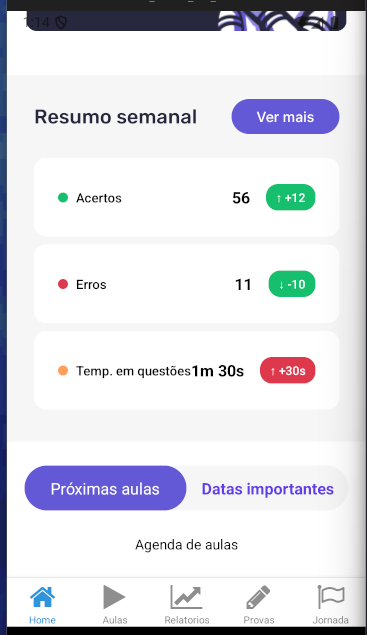 1:14
Resumo semanal
Ver mais
Acertos 56 ↑ +12
Erros 11 ↓ -10
Temp. em questões 1m 30s ↑ +30s
Próximas aulas Datas importantes
Agenda de aulas
Home Aulas Relatorios Provas Jornada